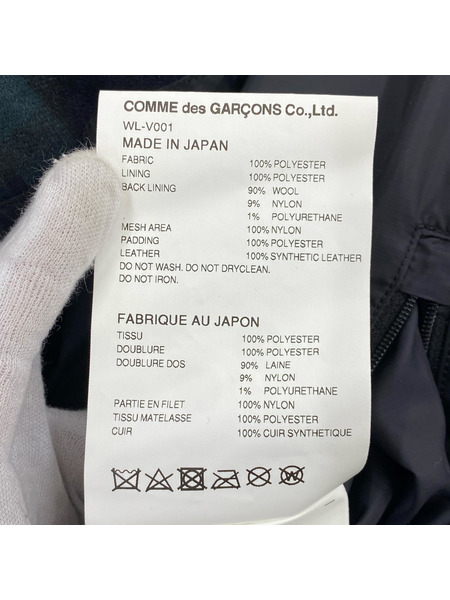 COMME des GARÇONS Co.,Ltd.
WL-V001
MADE IN JAPAN
FABRIC 100% POLYESTER
LINING 100% POLYESTER
BACK LINING 90% WOOL
9% NYLON
1% POLYURETHANE
MESH AREA 100% NYLON
PADDING 100% POLYESTER
LEATHER 100% SYNTHETIC LEATHER
DO NOT WASH. DO NOT DRYCLEAN.
DO NOT IRON.
FABRIQUE AU JAPON
TISSU 100% POLYESTER
DOUBLURE 100% POLYESTER
DOUBLURE DOS 90% LAINE
9% NYLON
1% POLYURETHANE
PARTIE EN FILET 100% NYLON
TISSU MATELASSE 100% POLYESTER
CUIR 100% CUIR SYNTHETIQUE